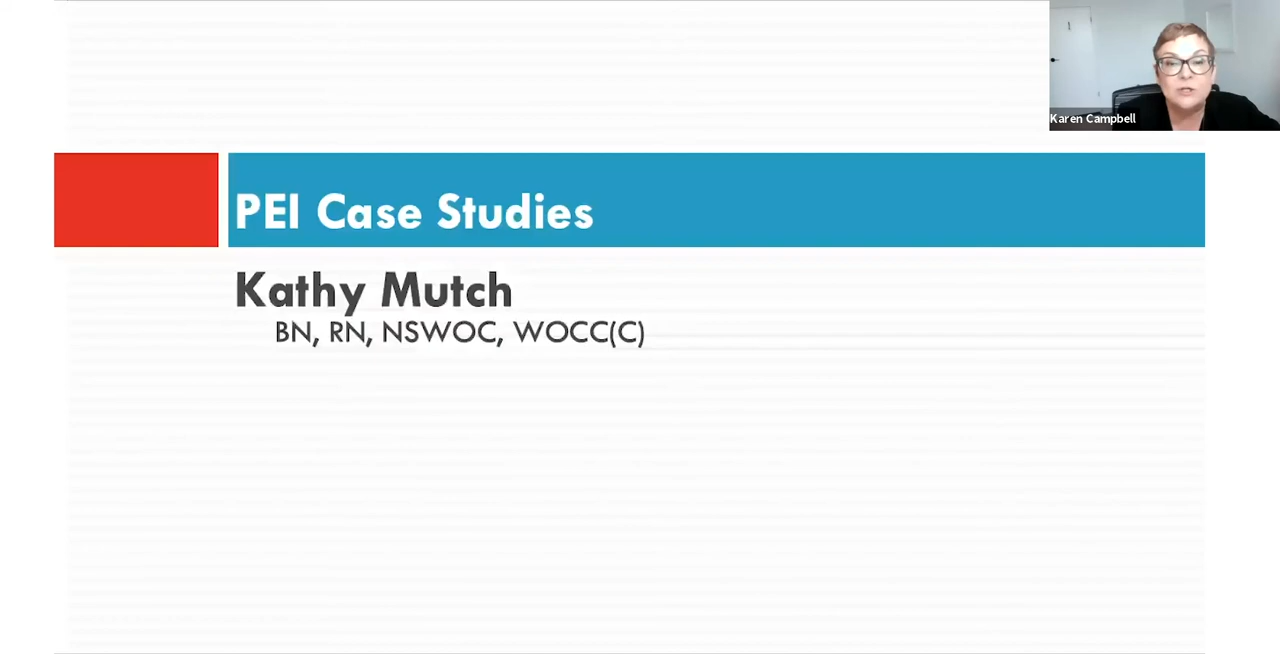 Karen Campbell
PEI Case Studies
Kathy Mutch
BN, RN, NSWOC, WOCC(C)